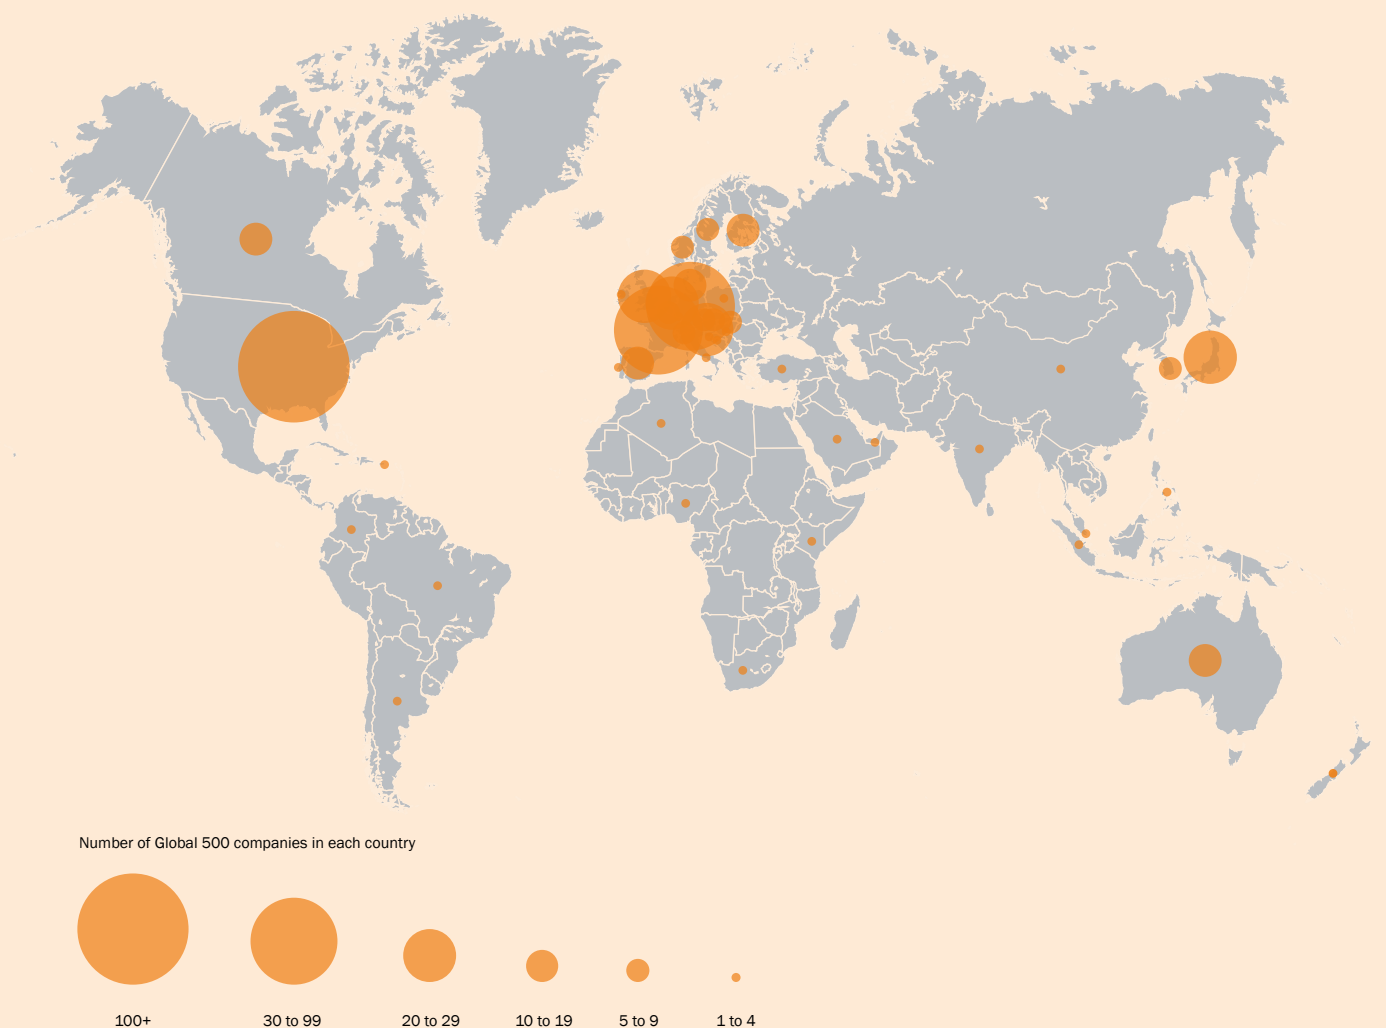 Number of Global 500 companies in each country
100+ 30 to 99 20 to 29 10 to 19 5 to 9 1 to 4